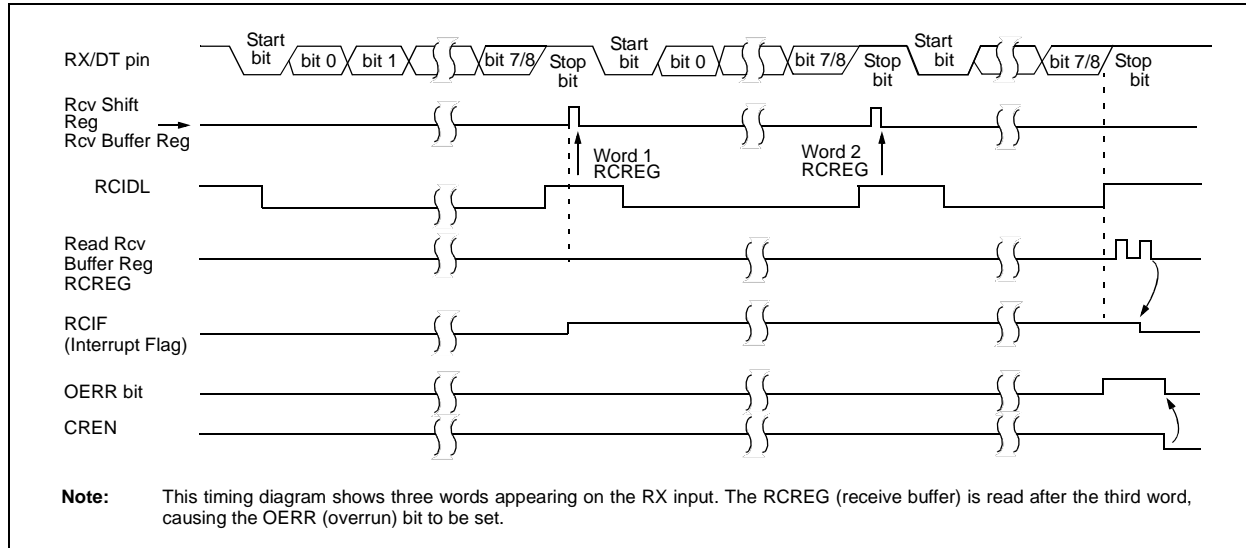 RX/DT pin
Start
bit
bit 0
bit 1
bit 7/8
Stop
bit
Start
bit
bit 0
bit 7/8
Stop
bit
Start
bit
bit 7/8
Stop
bit
Rcv Shift
Reg
Rcv Buffer Reg
Word 1
RCREG
Word 2
RCREG
RCIDL
Read Rcv
Buffer Reg
RCREG
RCIF
(Interrupt Flag)
OERR bit
CREN
Note: This timing diagram shows three words appearing on the RX input. The RCREG (receive buffer) is read after the third word,
causing the OERR (overrun) bit to be set.